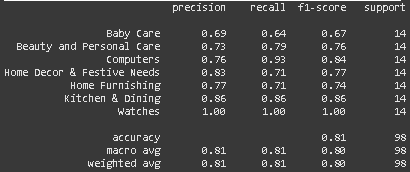 precision recall f1-score support
Baby Care 0.69 0.64 0.67 14
Beauty and Personal Care 0.73 0.79 0.76 14
Computers 0.76 0.93 0.84 14
Home Decor & Festive Needs 0.83 0.71 0.77 14
Home Furnishing 0.77 0.71 0.74 14
Kitchen & Dining 0.86 0.86 0.86 14
Watches 1.00 1.00 1.00 14
accuracy 0.81 98
macro avg 0.81 0.81 0.80 98
weighted avg 0.81 0.81 0.80 98